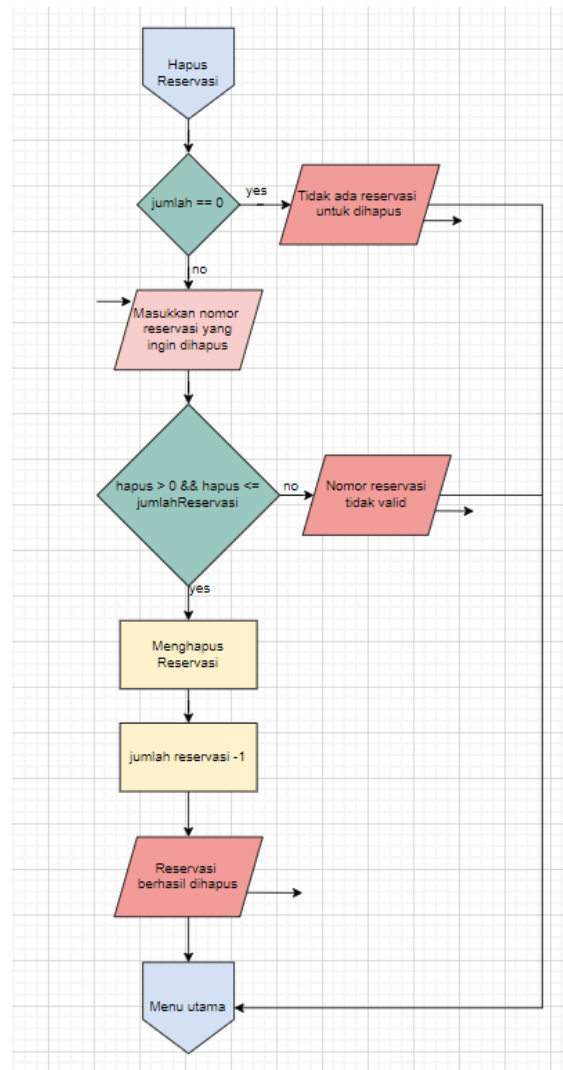 Hapus
Reservasi
jumlah == 0
yes
Tidak ada reservasi
untuk dihapus
no
Masukkan nomor
reservasi yang
ingin dihapus
hapus > 0 && hapus <=
jumlahReservasi
no
Nomor reservasi
tidak valid
yes
Menghapus
Reservasi
jumlah reservasi -1
Reservasi
berhasil dihapus
Menu utama